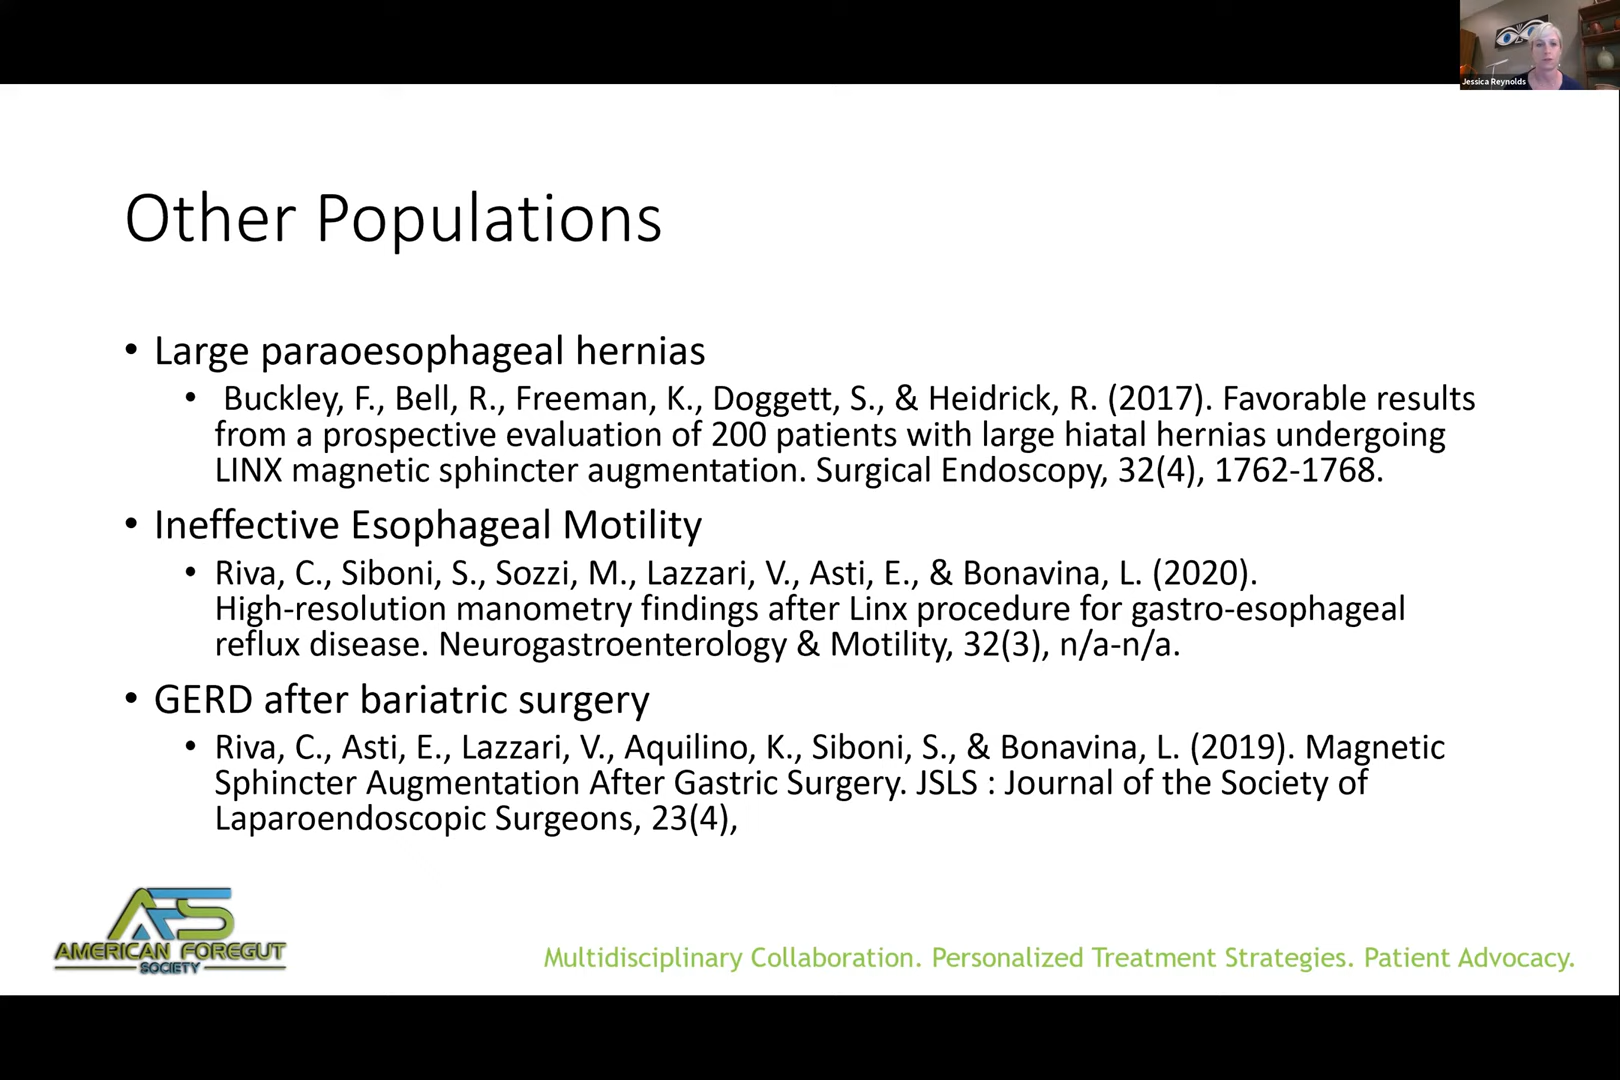 Jessica Reynolds
Other Populations
• Large paraoesophageal hernias
• Buckley, F., Bell, R., Freeman, K., Doggett, S., & Heidrick, R. (2017). Favorable results
from a prospective evaluation of 200 patients with large hiatal hernias undergoing
LINX magnetic sphincter augmentation. Surgical Endoscopy, 32(4), 1762-1768.
• Ineffective Esophageal Motility
• Riva, C., Siboni, S., Sozzi, M., Lazzari, V., Asti, E., & Bonavina, L. (2020).
High-resolution manometry findings after Linx procedure for gastro-esophageal
reflux disease. Neurogastroenterology & Motility, 32(3), n/a-n/a.
• GERD after bariatric surgery
• Riva, C., Asti, E., Lazzari, V., Aquilino, K., Siboni, S., & Bonavina, L. (2019). Magnetic
Sphincter Augmentation After Gastric Surgery. JSLS : Journal of the Society of
Laparoendoscopic Surgeons, 23(4),
AFS
AMERICAN FOREGUT
SOCIETY
Multidisciplinary Collaboration. Personalized Treatment Strategies. Patient Advocacy.